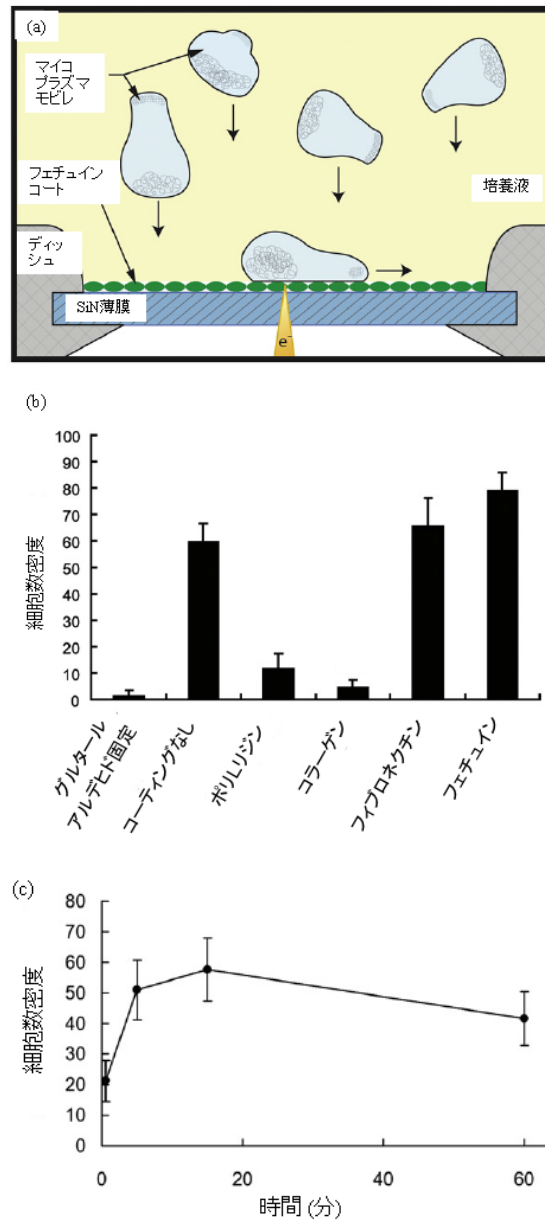 (a)
マイコ
プラズマ
モビレ
フェチュイン
コート
培養液
ディッ
シュ
SiN薄膜
e⁻
(b)
細胞数密度
100
90
80
70
60
50
40
30
20
10
0
グルタール
アルデヒド固定
コーティングなし
ポリLリジン
コラーゲン
フィブロネクチン
フェチュイン
(c)
細胞数密度
80
70
60
50
40
30
20
10
0
0
20
40
60
時間 (分)